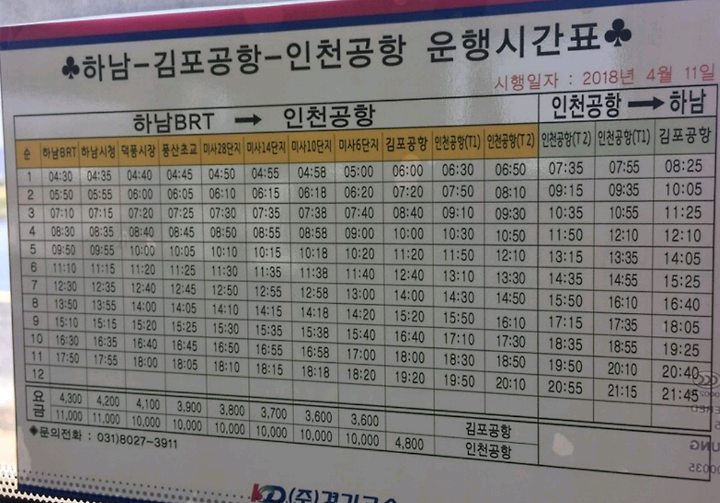 ♣하남-김포공항-인천공항 운행시간표♣
시행일자 : 2018년 4월 11일
하남BRT → 인천공항 인천공항 → 하남
순 하남BRT 하남시청 덕풍시장 풍산초교 미사28단지 미사14단지 미사10단지 미사6단지 김포공항 인천공항(T1) 인천공항(T2) 인천공항(T2) 인천공항(T1) 김포공항
1 04:30 04:35 04:40 04:45 04:50 04:55 04:58 05:00 06:00 06:30 06:50 07:35 07:55 08:25
2 05:50 05:55 06:00 06:05 06:10 06:15 06:18 06:20 07:20 07:50 08:10 09:15 09:35 10:05
3 07:10 07:15 07:20 07:25 07:30 07:35 07:38 07:40 08:40 09:10 09:30 10:35 10:55 11:25
4 08:30 08:35 08:40 08:45 08:50 08:55 08:58 09:00 10:00 10:30 10:50 11:50 12:10 12:10
5 09:50 09:55 10:00 10:05 10:10 10:15 10:18 10:20 11:20 11:50 12:10 13:15 13:35 14:05
6 11:10 11:15 11:20 11:25 11:30 11:35 11:38 11:40 12:40 13:10 13:30 14:35 14:55 15:25
7 12:30 12:35 12:40 12:45 12:50 12:55 12:58 13:00 14:00 14:30 14:50 15:50 16:10 16:40
8 13:50 13:55 14:00 14:05 14:10 14:15 14:18 14:20 15:20 15:50 16:10 17:15 17:35 18:05
9 15:10 15:15 15:20 15:25 15:30 15:35 15:38 15:40 16:40 17:10 17:30 18:35 18:55 19:25
10 16:30 16:35 16:40 16:45 16:50 16:55 16:58 17:00 18:00 18:30 18:50 19:50 20:10 20:40
11 17:50 17:55 18:00 18:05 18:10 18:15 18:18 18:20 19:20 19:50 20:10 20:55 21:15 21:45
12
요금 4,300 4,200 4,100 3,900 3,800 3,700 3,600 3,600 김포공항
11,000 11,000 10,000 10,000 10,000 10,000 10,000 10,000 4,800 인천공항
◈문의전화 : 031)8027-3911